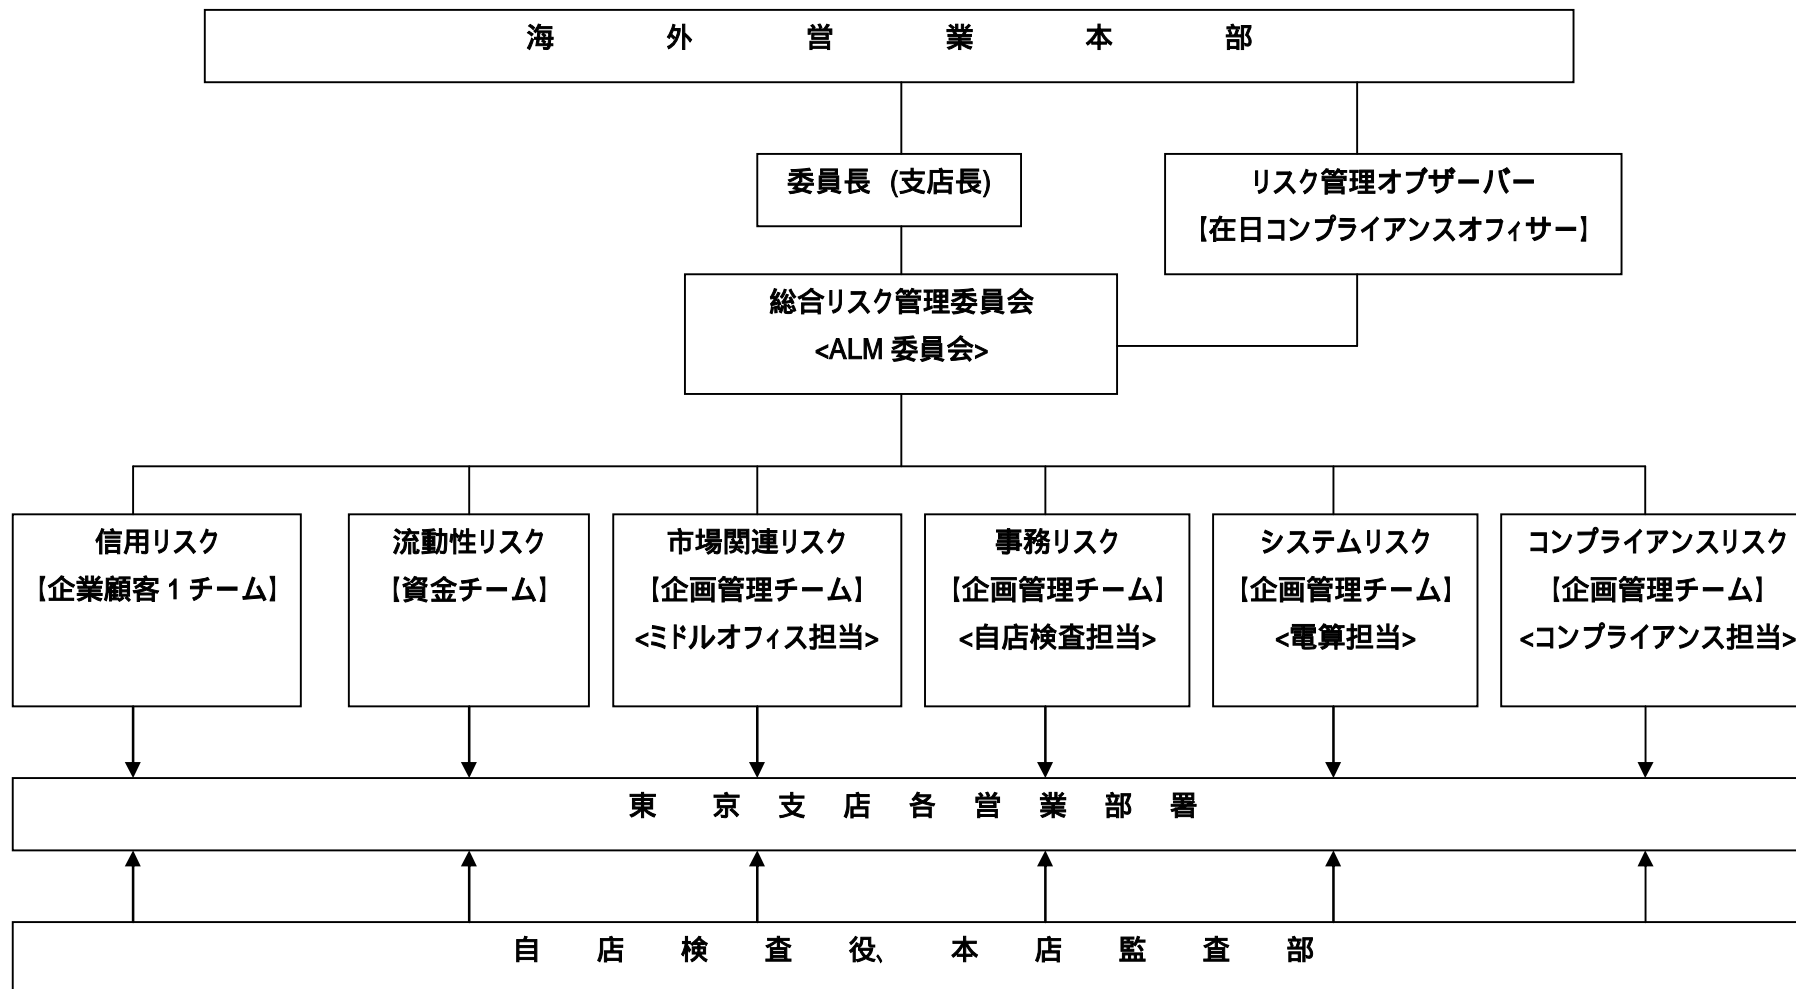 海外営業本部
委員長 (支店長)
リスク管理オブザーバー
【在日コンプライアンスオフィサー】
総合リスク管理委員会
<ALM 委員会>
信用リスク
【企業顧客 1 チーム】
流動性リスク
【資金チーム】
市場関連リスク
【企画管理チーム】
<ミドルオフィス担当>
事務リスク
【企画管理チーム】
<自店検査担当>
システムリスク
【企画管理チーム】
<電算担当>
コンプライアンスリスク
【企画管理チーム】
<コンプライアンス担当>
東京支店各営業部署
自店検査役、本店監査部